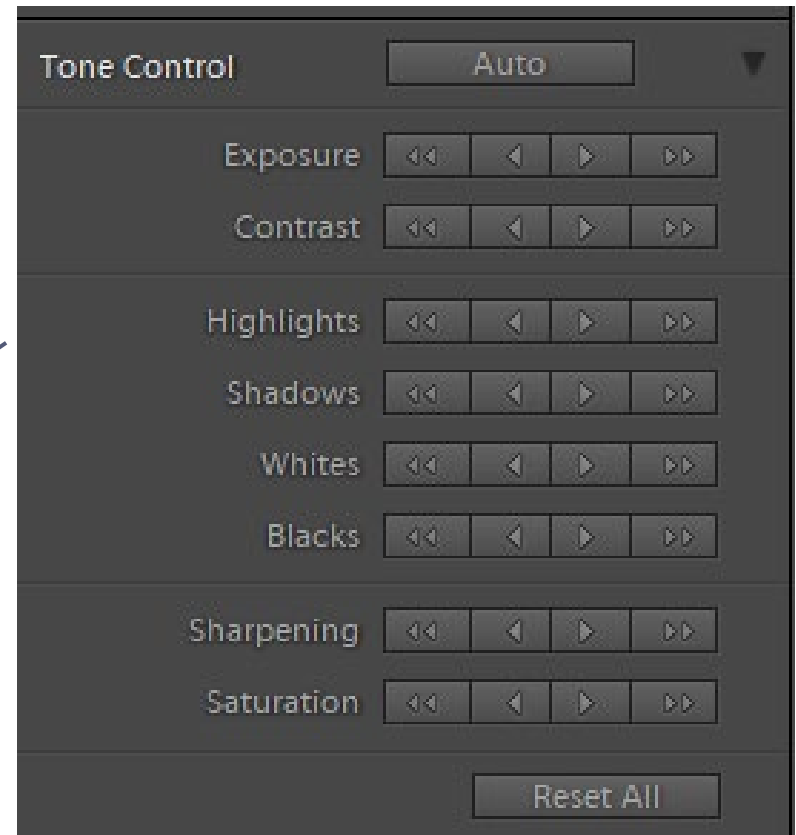 Tone Control Auto
Exposure
Contrast
Highlights
Shadows
Whites
Blacks
Sharpening
Saturation
Reset All